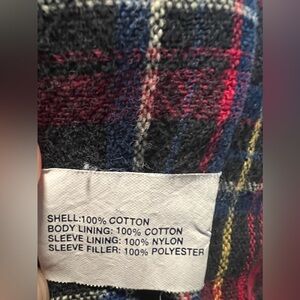 SHELL:100% COTTON
BODY LINING: 100% COTTON
SLEEVE LINING: 100% NYLON
SLEEVE FILLER: 100% POLYESTER